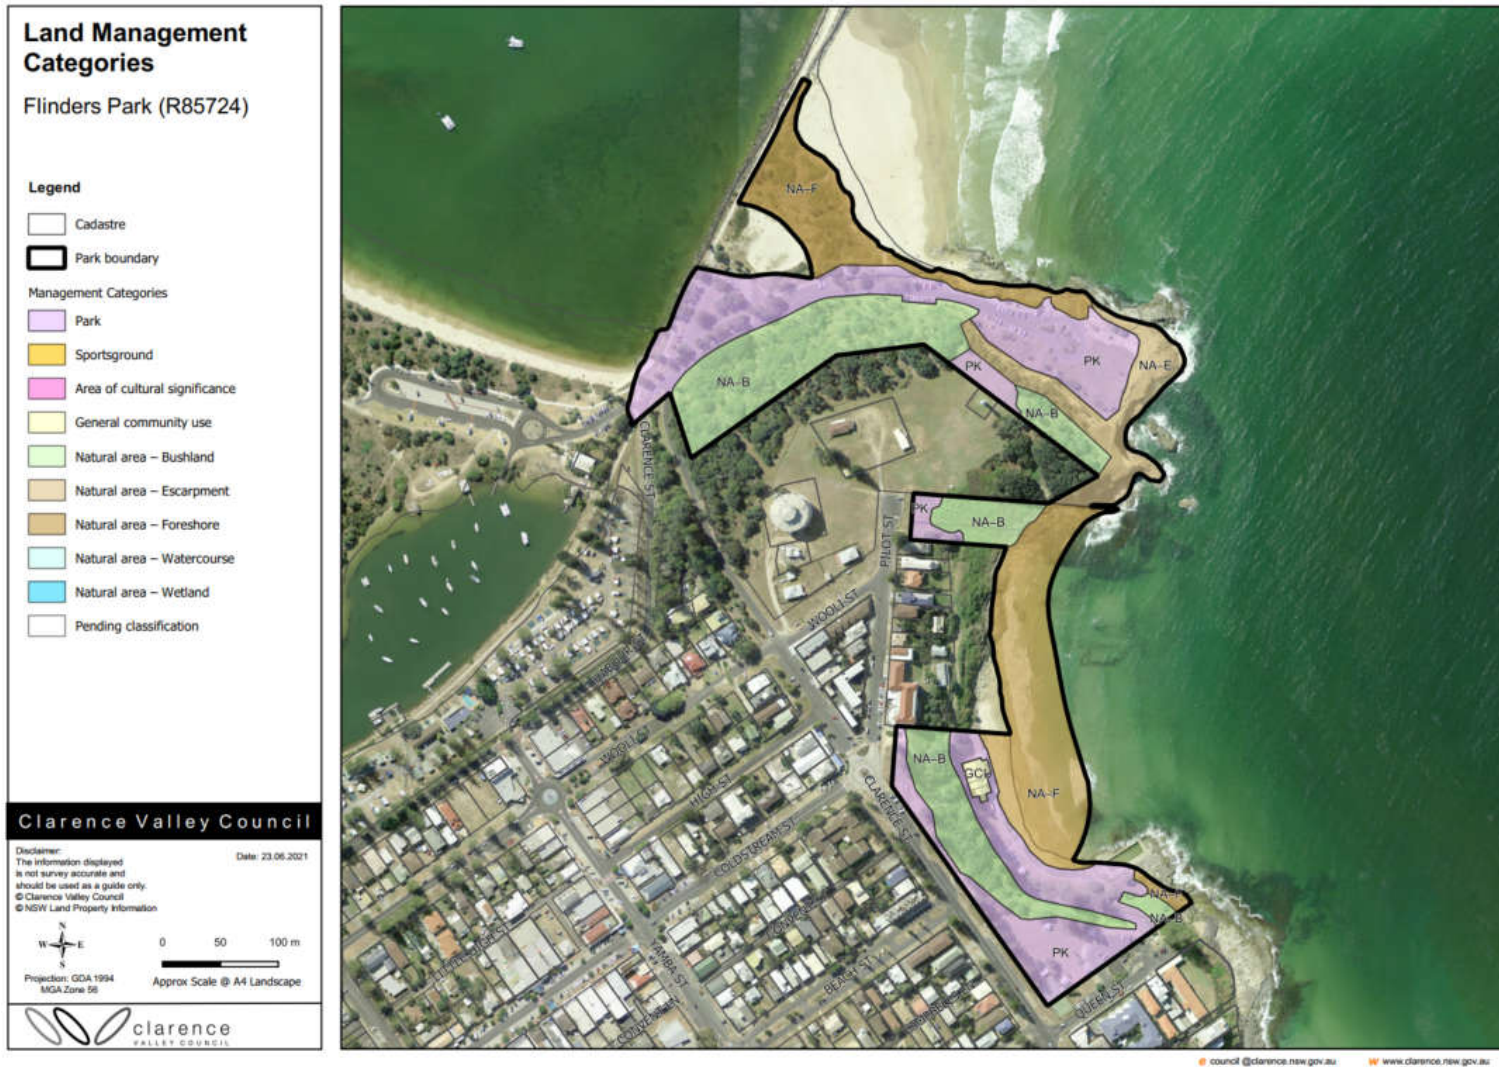 Land Management
Categories
Flinders Park (R85724)
Legend
Cadastre
Park boundary
Management Categories
Park
Sportsground
Area of cultural significance
General community use
Natural area – Bushland
Natural area – Escarpment
Natural area – Foreshore
Natural area – Watercourse
Natural area – Wetland
Pending classification
Clarence Valley Council
Disclaimer:
The information displayed
is not survey accurate and
should be used as a guide only.
© Clarence Valley Council
© NSW Land Property Information
Date: 23.06.2021
N
W E
S
Projection: GDA 1994
MGA Zone 56
0 50 100 m
Approx Scale @ A4 Landscape
clarence
VALLEY COUNCIL
NA–F
NA–B
PK
PK
NA–E
NA–B
CLARENCE ST
PK
NA–B
PILOT ST
WOOLI ST
WOOLI ST
NA–B
GCU
NA–F
HIGH ST
CLARENCE ST
COLDSTREAM ST
NA–F
NA–B
PK
YAMBA ST
BEACH ST
QUEEN ST
CONVENT LN
e council@clarence.nsw.gov.au
w www.clarence.nsw.gov.au